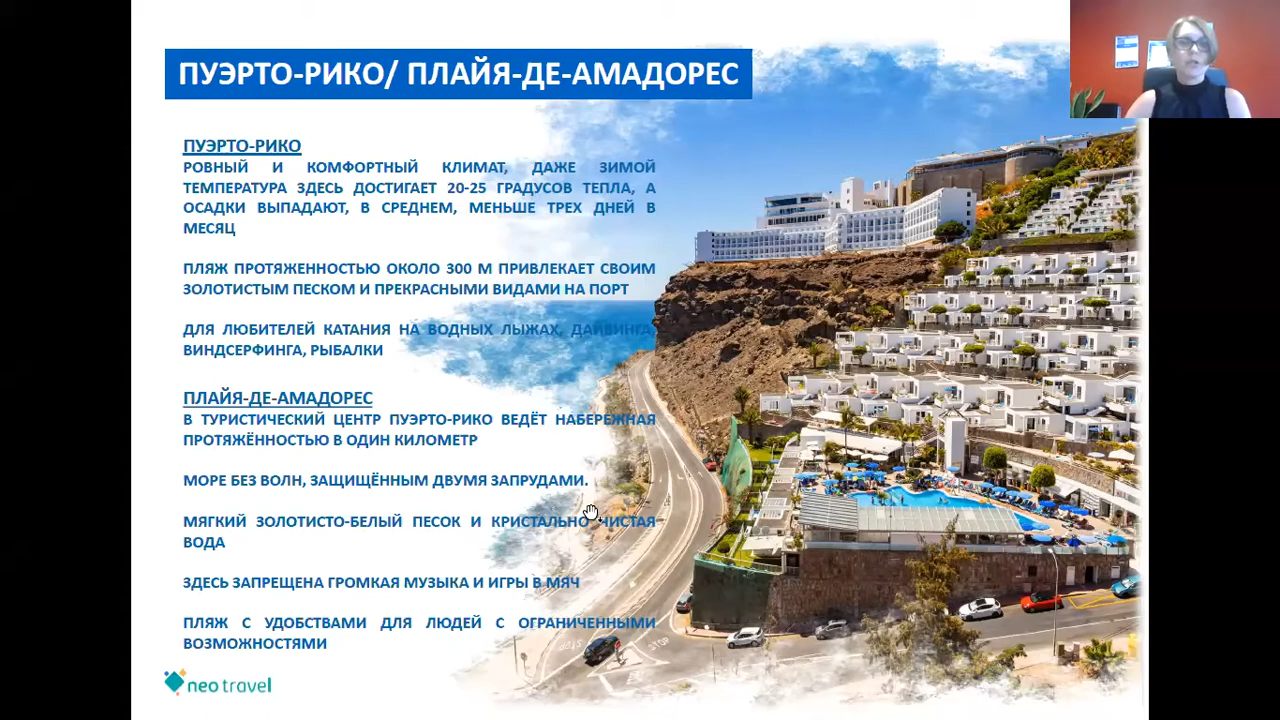 ПУЭРТО-РИКО/ ПЛАЙЯ-ДЕ-АМАДОРЕС
ПУЭРТО-РИКО
РОВНЫЙ И КОМФОРТНЫЙ КЛИМАТ, ДАЖЕ ЗИМОЙ
ТЕМПЕРАТУРА ЗДЕСЬ ДОСТИГАЕТ 20-25 ГРАДУСОВ ТЕПЛА, А
ОСАДКИ ВЫПАДАЮТ, В СРЕДНЕМ, МЕНЬШЕ ТРЕХ ДНЕЙ В
МЕСЯЦ
ПЛЯЖ ПРОТЯЖЕННОСТЬЮ ОКОЛО 300 М ПРИВЛЕКАЕТ СВОИМ
ЗОЛОТИСТЫМ ПЕСКОМ И ПРЕКРАСНЫМИ ВИДАМИ НА ПОРТ
ДЛЯ ЛЮБИТЕЛЕЙ КАТАНИЯ НА ВОДНЫХ ЛЫЖАХ, ДАЙВИНГА,
ВИНДСЕРФИНГА, РЫБАЛКИ
ПЛАЙЯ-ДЕ-АМАДОРЕС
В ТУРИСТИЧЕСКИЙ ЦЕНТР ПУЭРТО-РИКО ВЕДЁТ НАБЕРЕЖНАЯ
ПРОТЯЖЁННОСТЬЮ В ОДИН КИЛОМЕТР
МОРЕ БЕЗ ВОЛН, ЗАЩИЩЁННЫМ ДВУМЯ ЗАПРУДАМИ.
МЯГКИЙ ЗОЛОТИСТО-БЕЛЫЙ ПЕСОК И КРИСТАЛЬНО ЧИСТАЯ
ВОДА
ЗДЕСЬ ЗАПРЕЩЕНА ГРОМКАЯ МУЗЫКА И ИГРЫ В МЯЧ
ПЛЯЖ С УДОБСТВАМИ ДЛЯ ЛЮДЕЙ С ОГРАНИЧЕННЫМИ
ВОЗМОЖНОСТЯМИ
STOP
neo travel